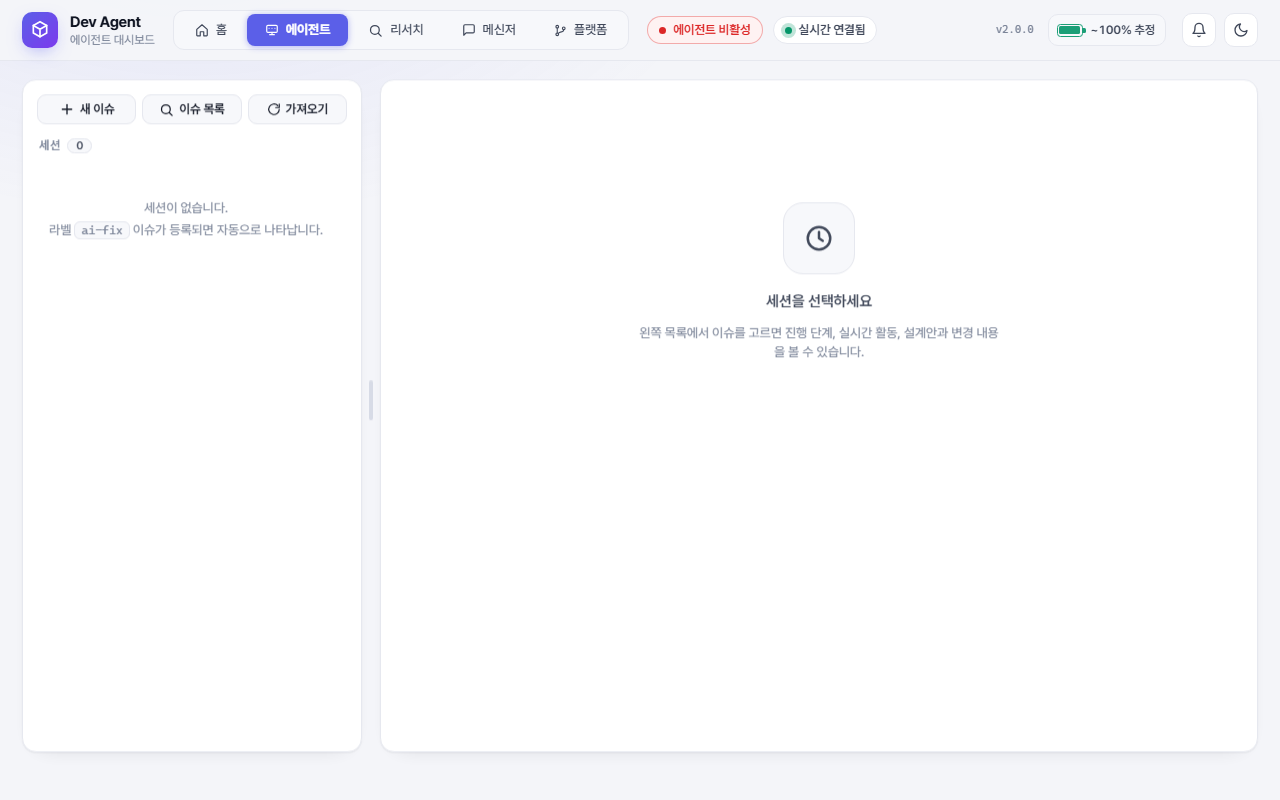 Dev Agent
에이전트 대시보드
홈
에이전트
리서치
메신저
플랫폼
에이전트 비활성
실시간 연결됨
v2.0.0
~100% 추정
새 이슈
이슈 목록
가져오기
세션 0
세션이 없습니다.
라벨 ai-fix 이슈가 등록되면 자동으로 나타납니다.
세션을 선택하세요
왼쪽 목록에서 이슈를 고르면 진행 단계, 실시간 활동, 설계안과 변경 내용
을 볼 수 있습니다.